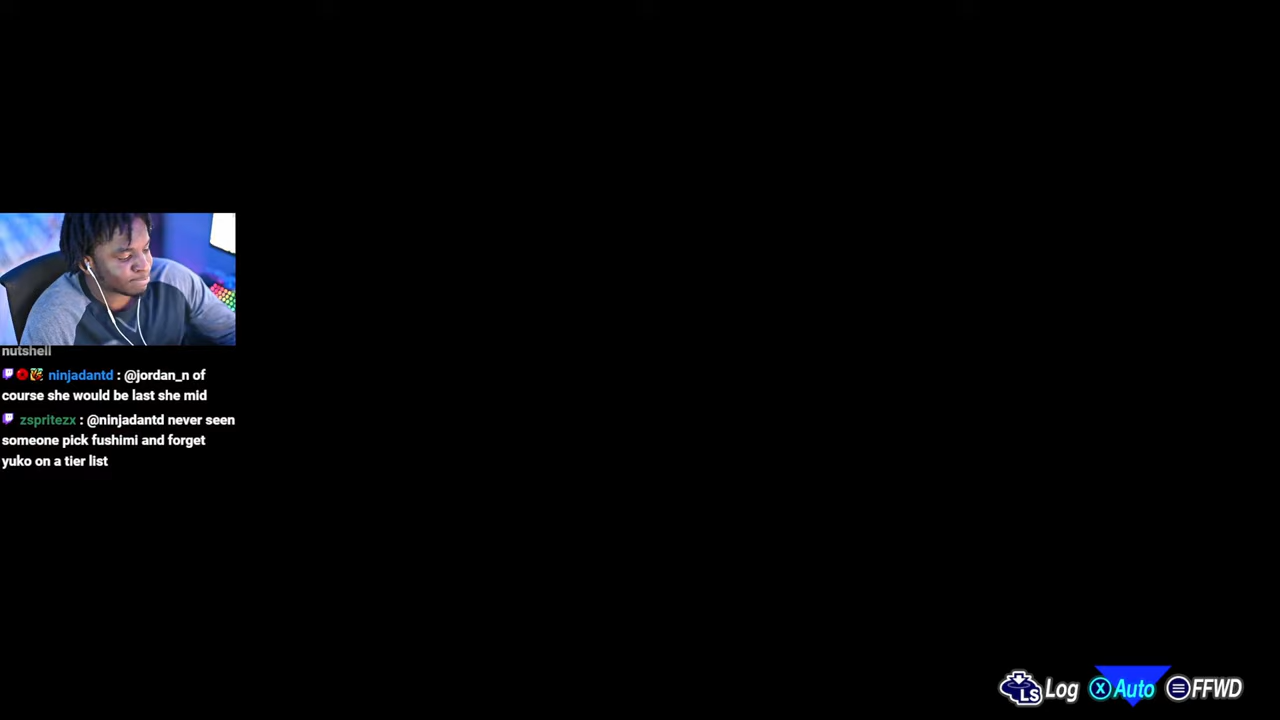 nutshell
ninjadantd : @jordan_n of
course she would be last she mid
zspritezx : @ninjadantd never seen
someone pick fushimi and forget
yuko on a tier list
LS Log X Auto FFWD